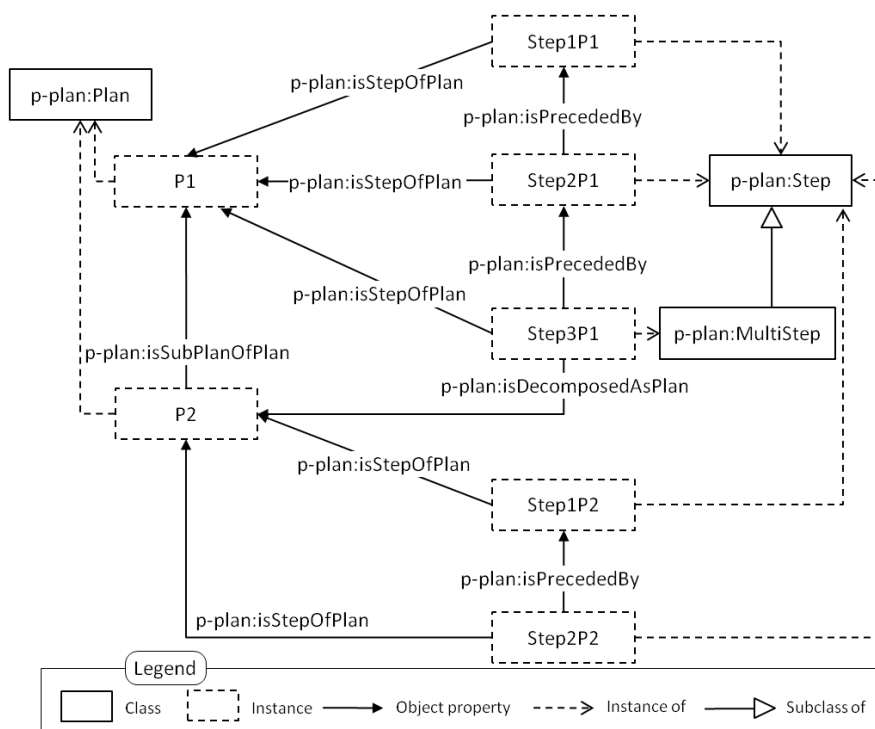 Step1P1
p-plan:isStepOfPlan
p-plan:Plan
p-plan:isPrecededBy
P1
p-plan:isStepOfPlan
Step2P1
p-plan:Step
p-plan:isPrecededBy
p-plan:isStepOfPlan
Step3P1
p-plan:MultiStep
p-plan:isSubPlanOfPlan
p-plan:isDecomposedAsPlan
P2
p-plan:isStepOfPlan
Step1P2
p-plan:isPrecededBy
p-plan:isStepOfPlan
Step2P2
Legend
Class
Instance
Object property
Instance of
Subclass of